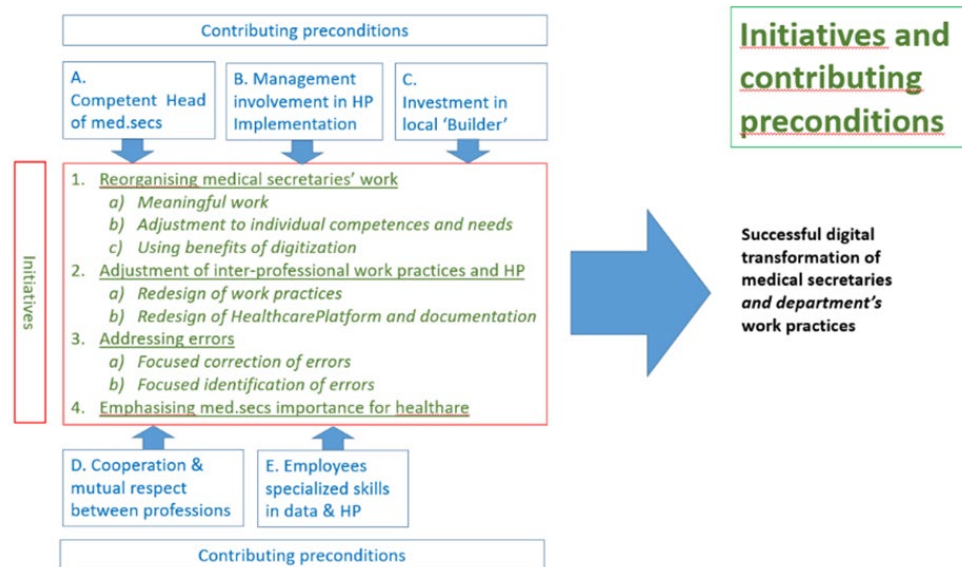 Contributing preconditions
Initiatives and
contributing
preconditions
A.
Competent Head
of med.secs
B. Management
involvement in HP
Implementation
C.
Investment in
local ‘Builder’
Initiatives
1. Reorganising medical secretaries’ work
a) Meaningful work
b) Adjustment to individual competences and needs
c) Using benefits of digitization
2. Adjustment of inter-professional work practices and HP
a) Redesign of work practices
b) Redesign of HealthcarePlatform and documentation
3. Addressing errors
a) Focused correction of errors
b) Focused identification of errors
4. Emphasising med.secs importance for healthare
Successful digital
transformation of
medical secretaries
and department’s
work practices
D. Cooperation &
mutual respect
between professions
E. Employees
specialized skills
in data & HP
Contributing preconditions